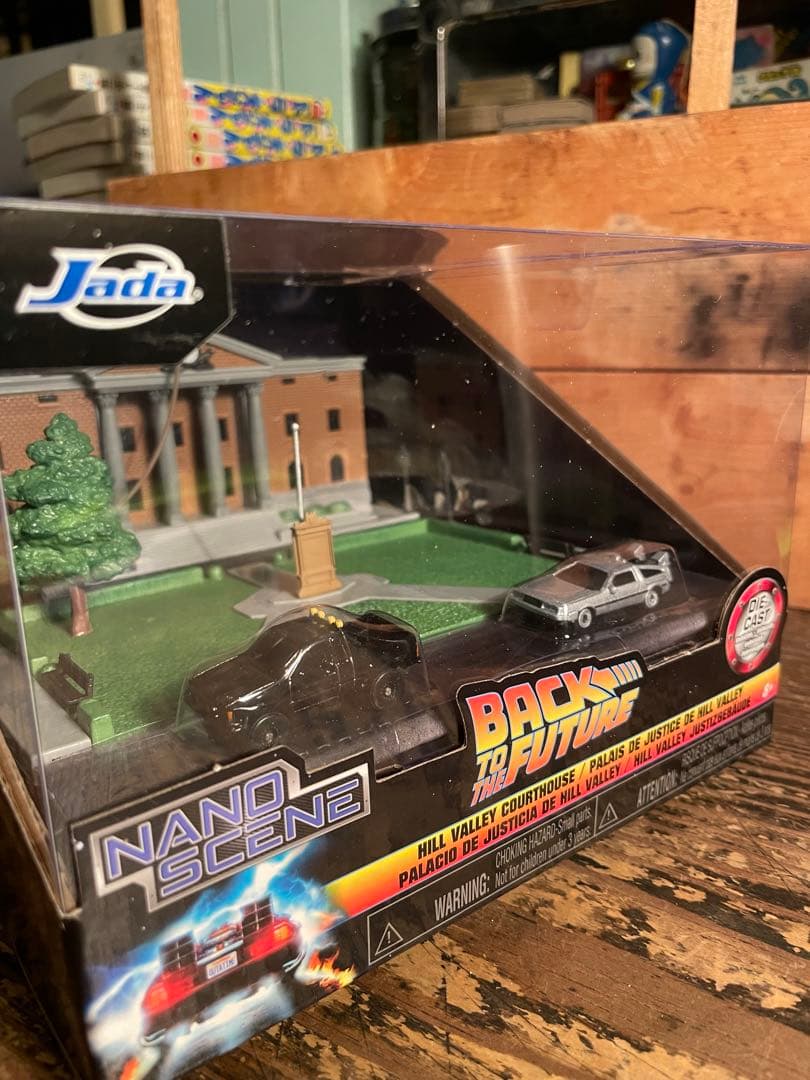 Jada
DIE
CAST
BACK
TO
THE FUTURE
NANO
SCENE
HILL VALLEY COURTHOUSE / PALAIS DE JUSTICE DE HILL VALLEY
PALACIO DE JUSTICIA DE HILL VALLEY / HILL VALLEY JUSTIZGEBÄUDE
WARNING:
CHOKING HAZARD-Small parts.
Not for children under 3 years.
ATTENTION:
OUTATIME